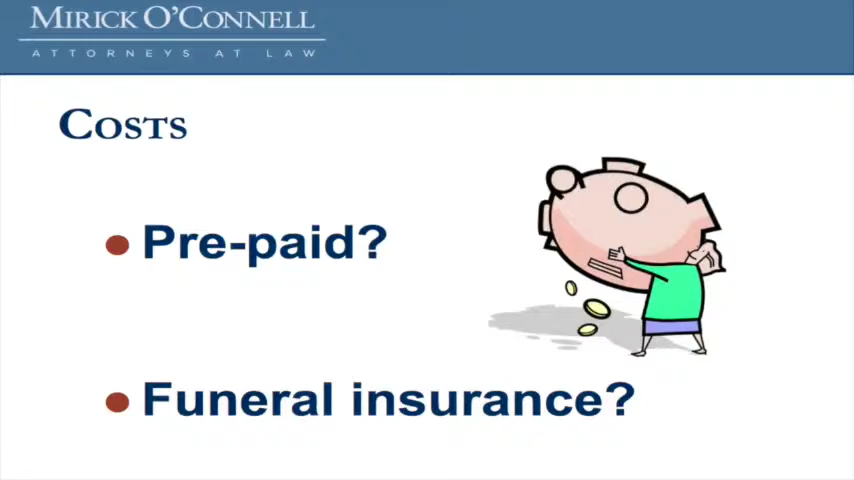 MIRICK O'CONNELL
ATTORNEYS AT LAW
COSTS
• Pre-paid?
• Funeral insurance?